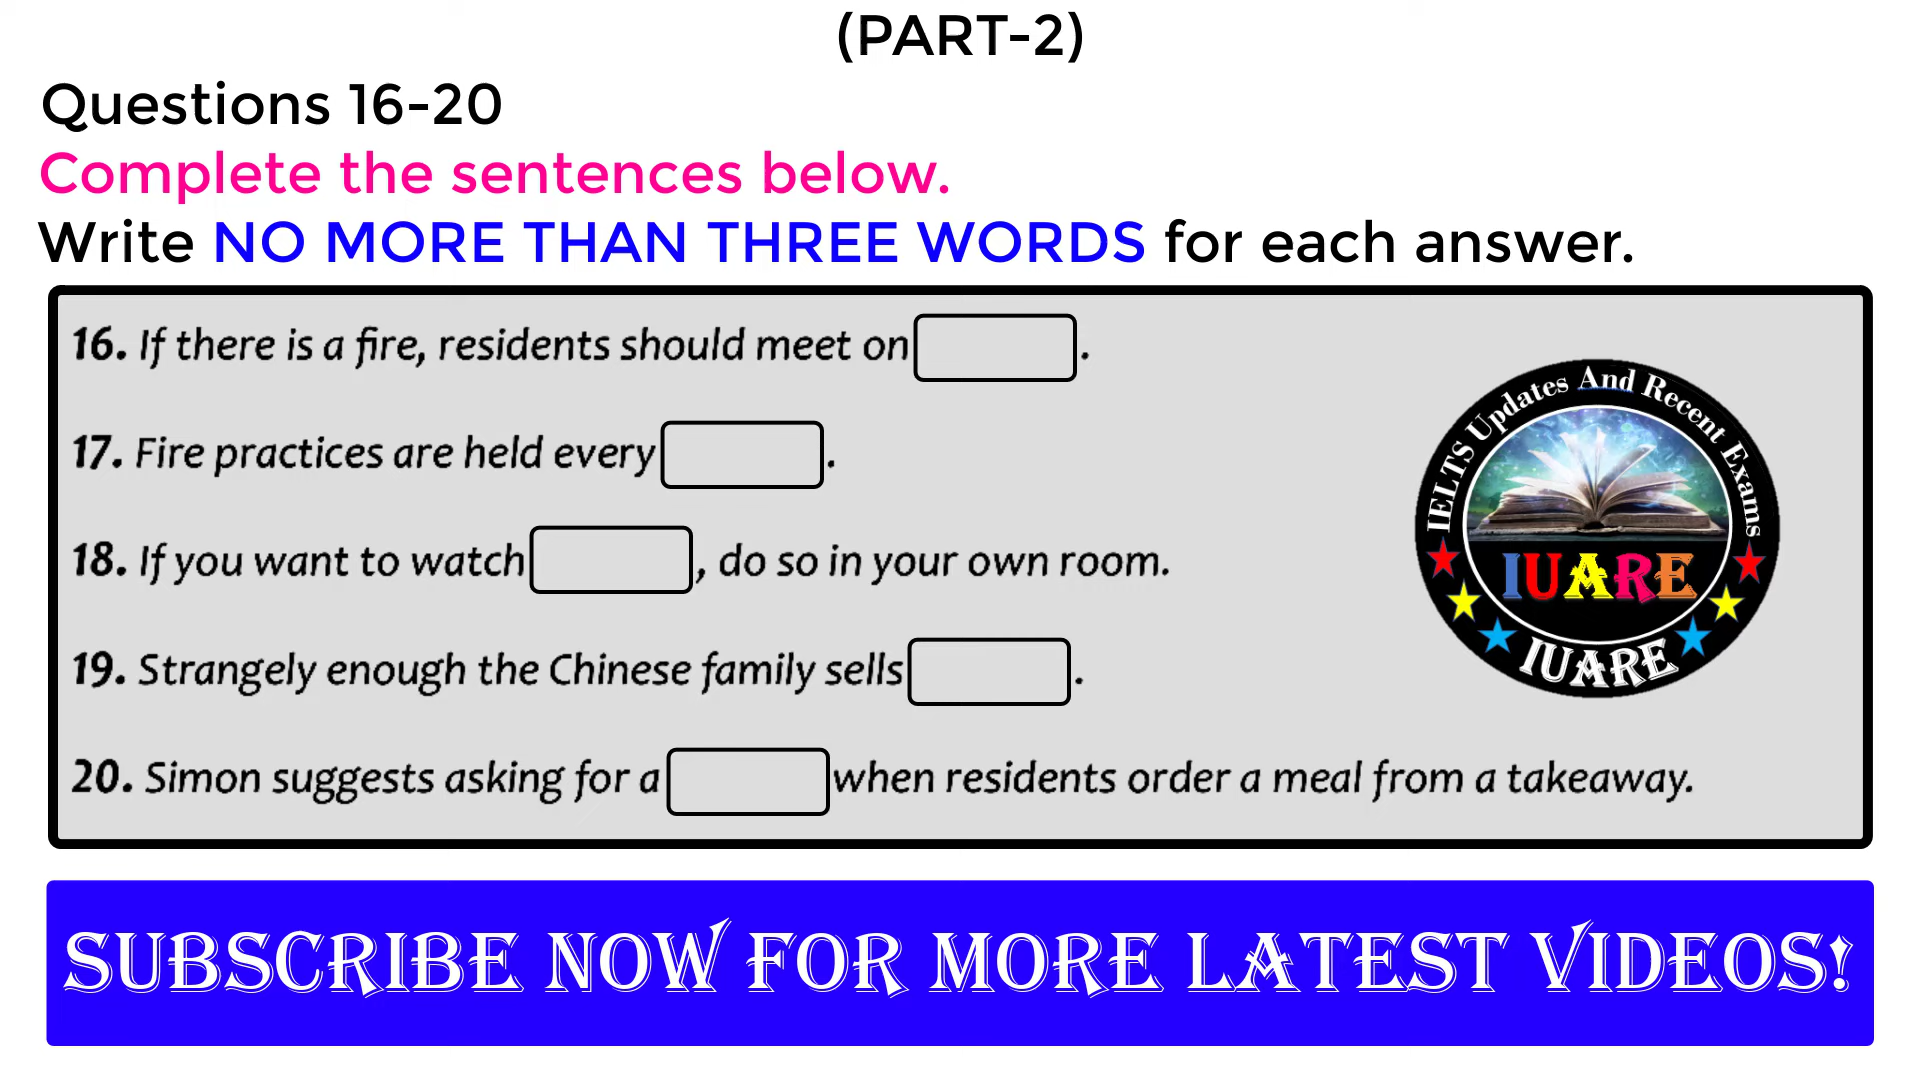 (PART-2)
Questions 16-20
Complete the sentences below.
Write NO MORE THAN THREE WORDS for each answer.
16. If there is a fire, residents should meet on .
17. Fire practices are held every .
18. If you want to watch , do so in your own room.
19. Strangely enough the Chinese family sells .
20. Simon suggests asking for a when residents order a meal from a takeaway.
IELTS Updates And Recent Exams
IUARE
IUARE
SUBSCRIBE NOW FOR MORE LATEST VIDEOS!